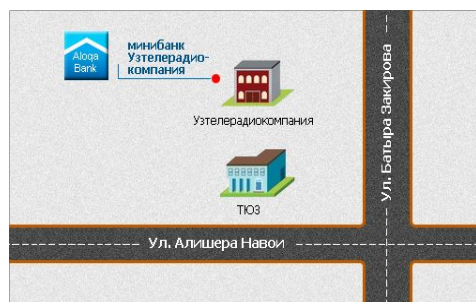 Aloqa
Bank
минибанк
Узтелерадио-
компания
Узтелерадиокомпания
ТЮЗ
Ул. Алишера Навои
Ул. Батыра Закирова